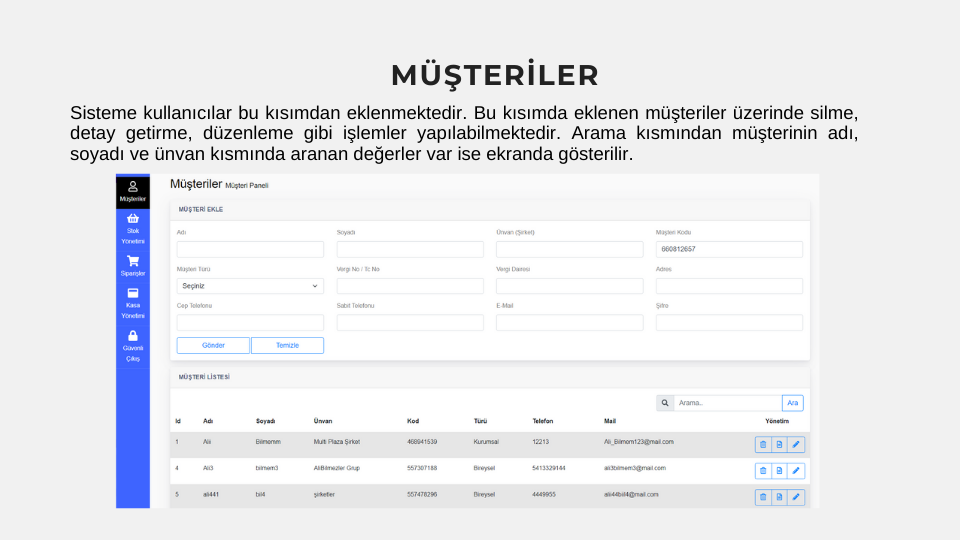 MÜŞTERİLER
Sisteme kullanıcılar bu kısımdan eklenmektedir. Bu kısımda eklenen müşteriler üzerinde silme,
detay getirme, düzenleme gibi işlemler yapılabilmektedir. Arama kısmından müşterinin adı,
soyadı ve ünvan kısmında aranan değerler var ise ekranda gösterilir.
Müşteriler
Stok
Yönetimi
Siparişler
Kasa
Yönetimi
Güvenli
Çıkış
Müşteriler Müşteri Paneli
MÜŞTERİ EKLE
Adı Soyadı Ünvan (Şirket) Müşteri Kodu
660812657
Müşteri Türü Vergi No / Tc No Vergi Dairesi Adres
Seçiniz
Cep Telefonu Sabit Telefonu E-Mail Şifre
Gönder Temizle
MÜŞTERİ LİSTESİ
Arama.. Ara
Id Adı Soyadı Ünvan Kod Türü Telefon Mail Yönetim
1 Ali Bilmemm Multi Plaza Şirket 468941539 Kurumsal 12213 Ali_Bilmem123@mail.com
4 Ali3 bilmem3 AliBilmezler Grup 557307188 Bireysel 5413329144 ali3bilmem3@mail.com
5 ali441 bil4 şirketler 557478296 Bireysel 4449955 ali44bil4@mail.com